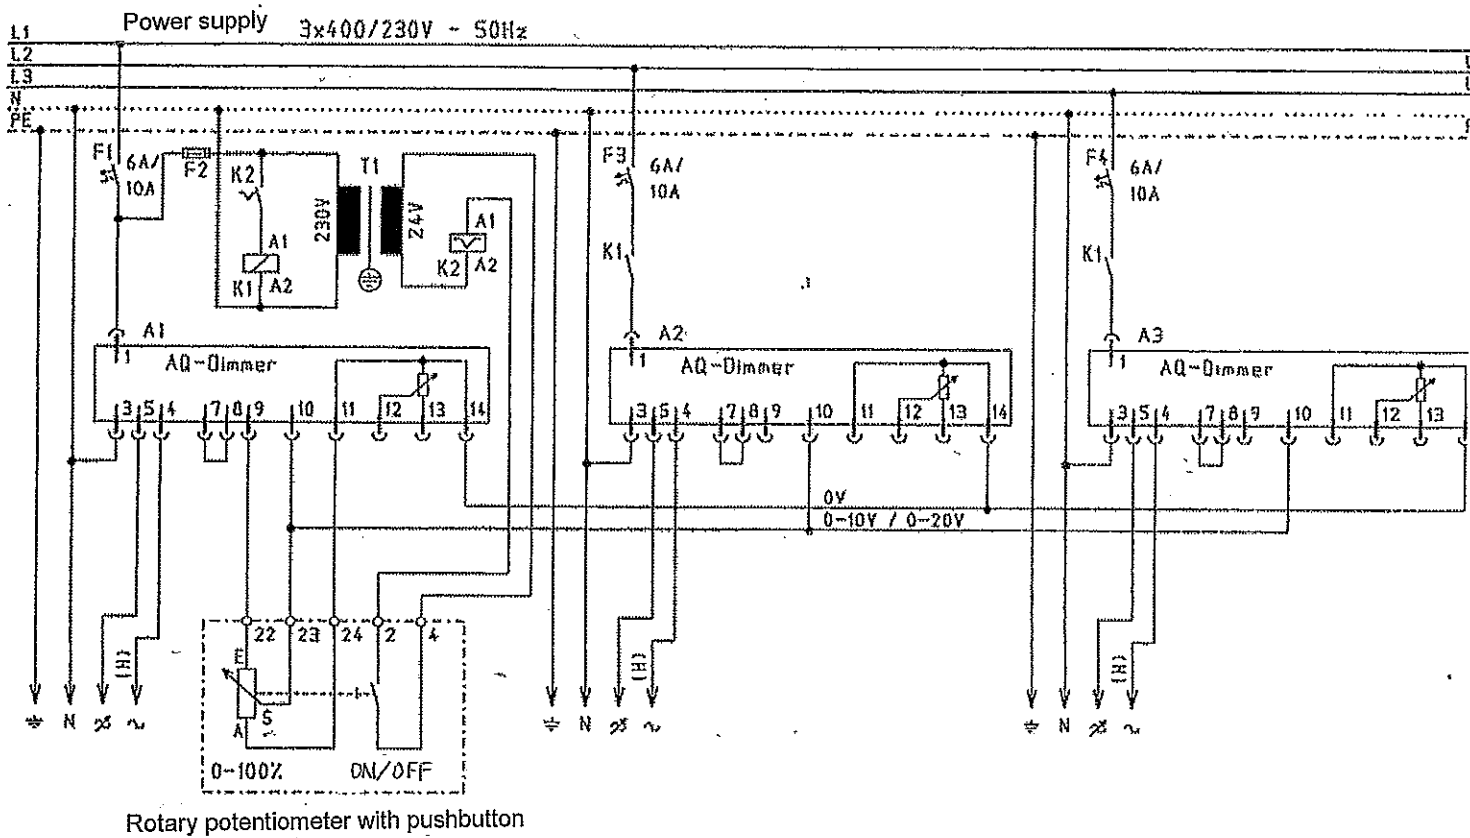 Power supply 3x400/230V ~ 50Hz
L1
L2
L3
N
PE
F1 6A/
10A
F2
K2
A1
K1 A2
230V
T1
24V
A1
K2 A2
F3 6A/
10A
K1
F4 6A/
10A
K1
A1
1
AQ-Dimmer
3 5 4 7 8 9 10 11 12 13 14
A2
1
AQ-Dimmer
3 5 4 7 8 9 10 11 12 13 14
A3
1
AQ-Dimmer
3 5 4 7 8 9 10 11 12 13
0V
0-10V / 0-20V
22 23 24 2 4
E
S
A
0-100% ON/OFF
(H)
N
(H)
N
(H)
N
Rotary potentiometer with pushbutton